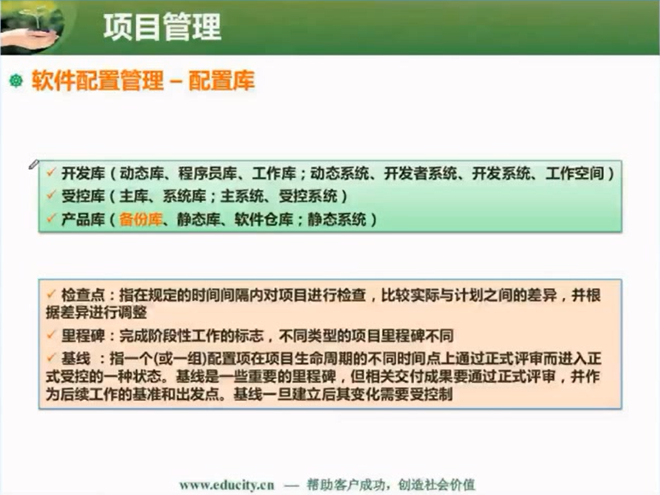 项目管理
软件配置管理 – 配置库
✓ 开发库（动态库、程序员库、工作库；动态系统、开发者系统、开发系统、工作空间）
✓ 受控库（主库、系统库；主系统、受控系统）
✓ 产品库（备份库、静态库、软件仓库；静态系统）
✓ 检查点：指在规定的时间间隔内对项目进行检查，比较实际与计划之间的差异，并根
据差异进行调整
✓ 里程碑：完成阶段性工作的标志，不同类型的项目里程碑不同
✓ 基线 ：指一个(或一组)配置项在项目生命周期的不同时间点上通过正式评审而进入正
式受控的一种状态。基线是一些重要的里程碑，但相关交付成果要通过正式评审，并作
为后续工作的基准和出发点。基线一旦建立后其变化需要受控制
www.educity.cn — 帮助客户成功，创造社会价值